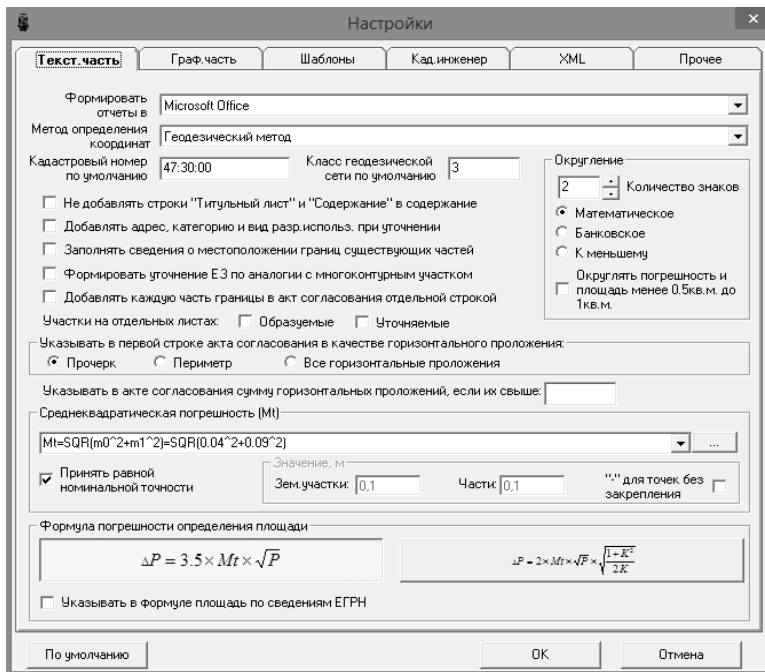 Настройки
Текст.часть Граф.часть Шаблоны Кад.инженер XML Прочее
Формировать отчеты в
Microsoft Office
Метод определения координат
Геодезический метод
Кадастровый номер по умолчанию
47:30:00
Класс геодезической сети по умолчанию
3
Округление
2 Количество знаков
Математическое
Банковское
К меньшему
Округлять погрешность и
площадь менее 0.5кв.м. до
1кв.м.
Не добавлять строки "Титульный лист" и "Содержание" в содержание
Добавлять адрес, категорию и вид разр.использ. при уточнении
Заполнять сведения о местоположении границ существующих частей
Формировать уточнение ЕЗ по аналогии с многоконтурным участком
Добавлять каждую часть границы в акт согласования отдельной строкой
Участки на отдельных листах: Образуемые Уточняемые
Указывать в первой строке акта согласования в качестве горизонтального проложения:
Прочерк Периметр Все горизонтальные проложения
Указывать в акте согласования сумму горизонтальных проложений, если их свыше:
Среднеквадратическая погрешность (Mt)
Mt=SQR(m0^2+m1^2)=SQR(0.04^2+0.09^2)
...
Принять равной
номинальной точности
Значение, м
Зем.участки: 0,1 Части: 0,1
"-" для точек без
закрепления
Формула погрешности определения площади
ΔP = 3.5 × Mt × √P
ΔP = 2 × Mt × √P × √((1+K²)/(2K))
Указывать в формуле площадь по сведениям ЕГРН
По умолчанию OK Отмена